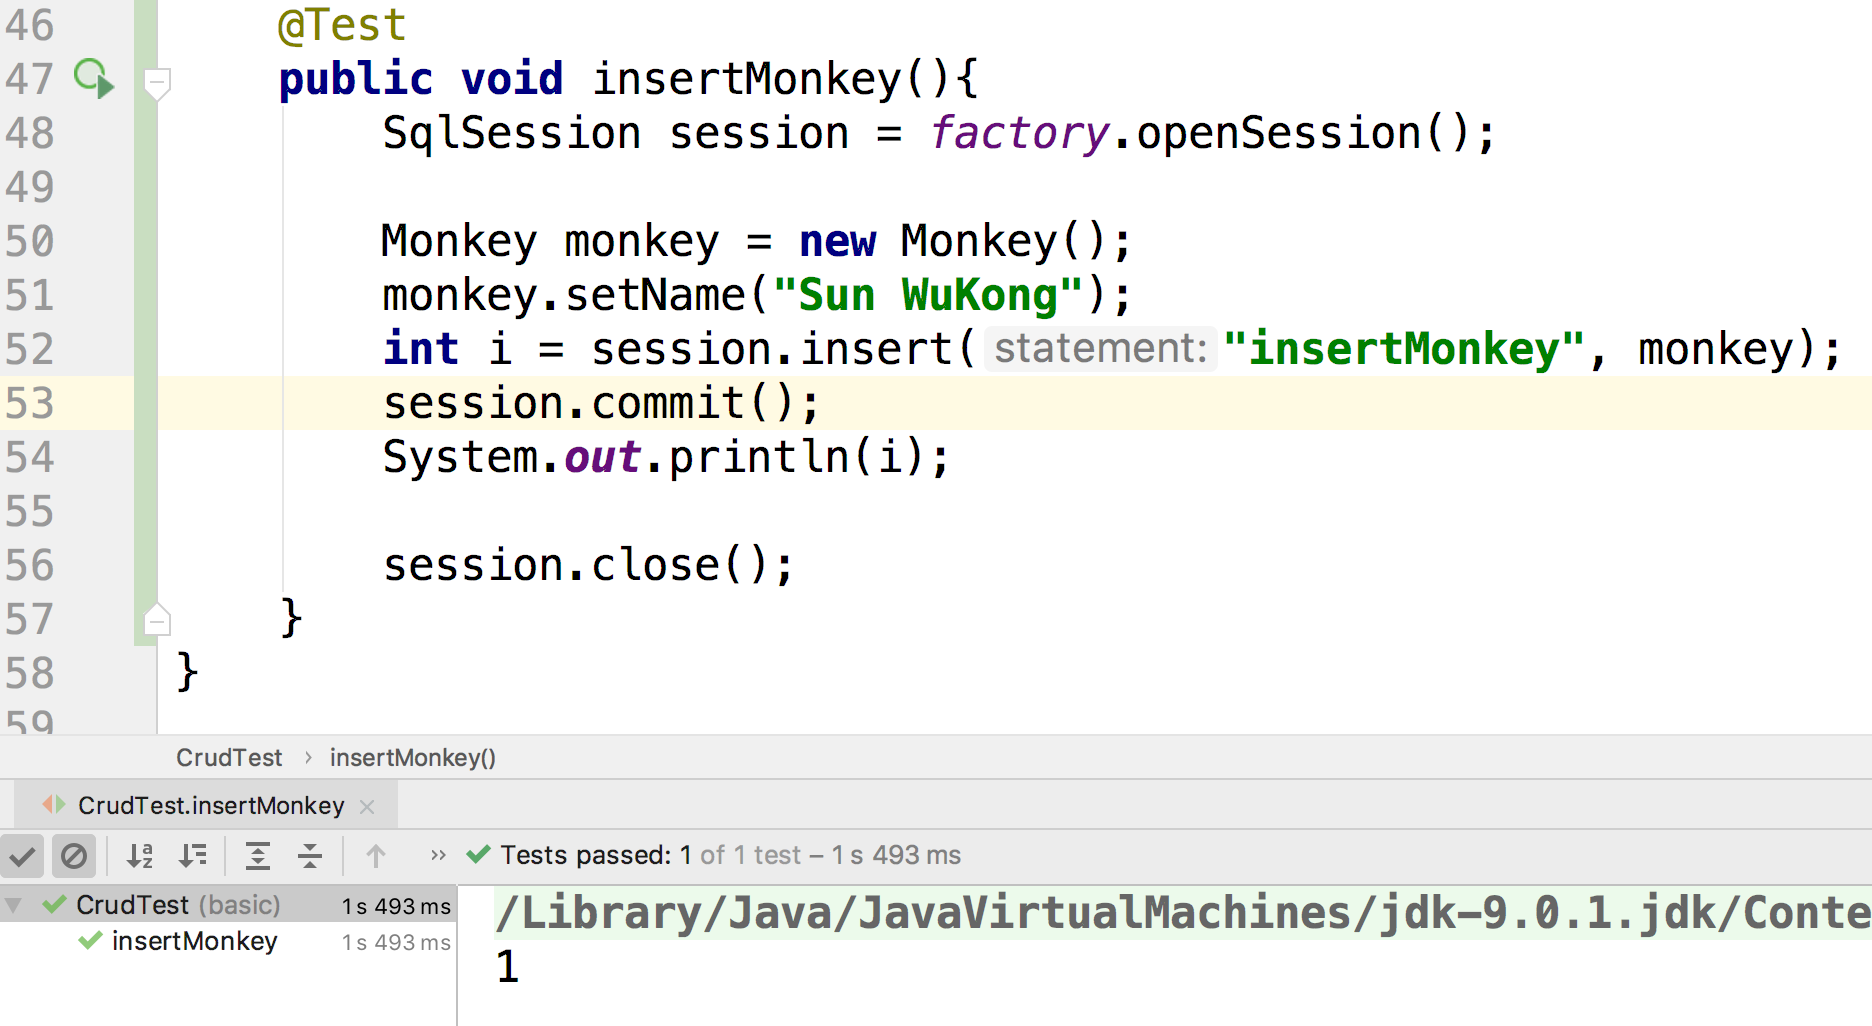 46 @Test
47 public void insertMonkey(){
48 SqlSession session = factory.openSession();
49
50 Monkey monkey = new Monkey();
51 monkey.setName("Sun WuKong");
52 int i = session.insert( statement: "insertMonkey", monkey);
53 session.commit();
54 System.out.println(i);
55
56 session.close();
57 }
58 }
59
CrudTest › insertMonkey()
CrudTest.insertMonkey ×
» Tests passed: 1 of 1 test – 1 s 493 ms
CrudTest (basic) 1 s 493 ms
insertMonkey 1 s 493 ms
/Library/Java/JavaVirtualMachines/jdk-9.0.1.jdk/Conte
1